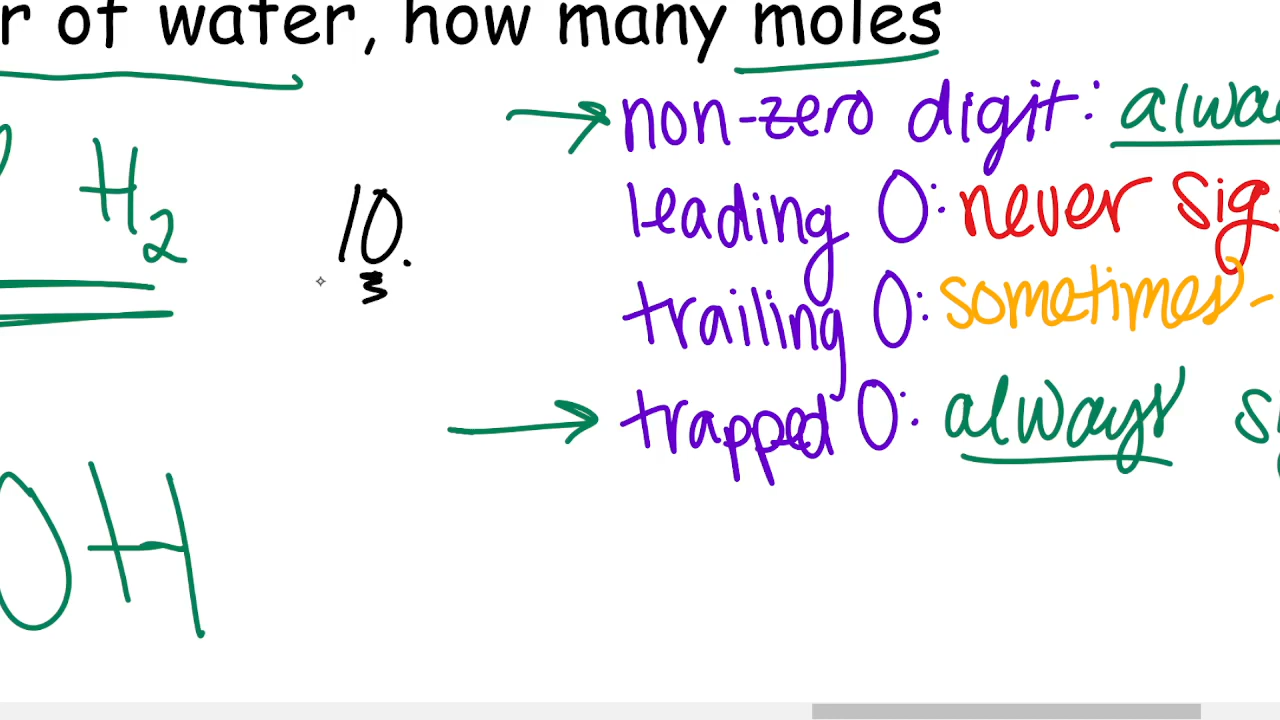 r of water, how many moles
non-zero digit: alwa
leading 0: never sig.
H2
10.
trailing 0: sometimes -
trapped 0: always s
OH